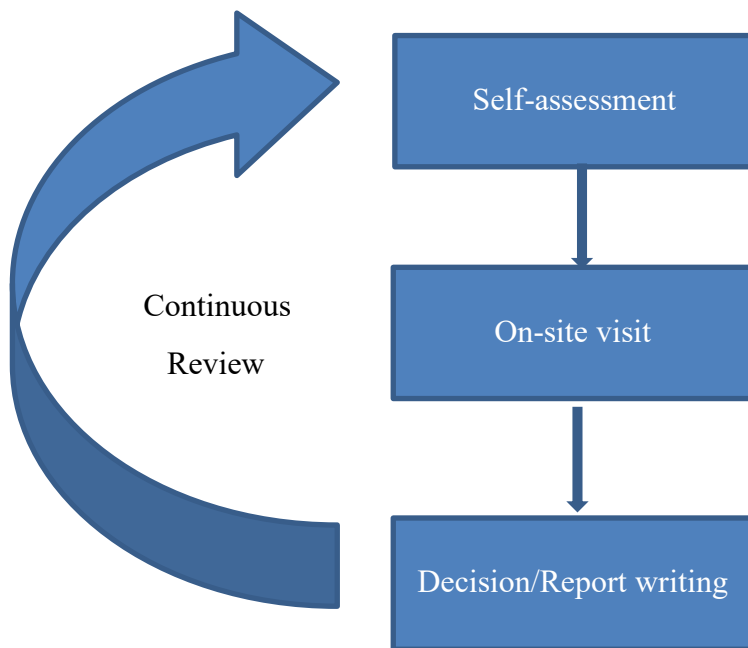 Self-assessment
Continuous
Review
On-site visit
Decision/Report writing